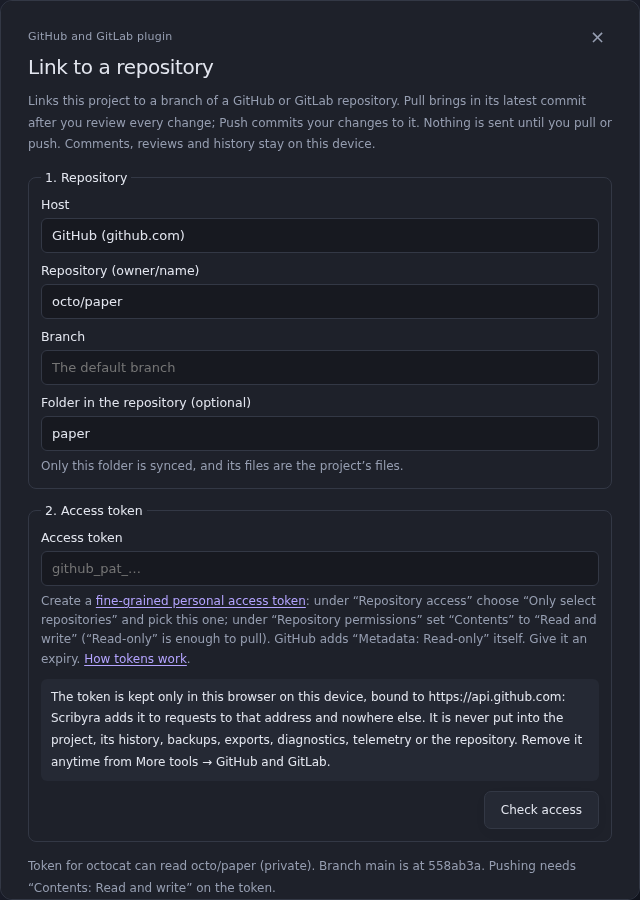 GitHub and GitLab plugin
×
Link to a repository
Links this project to a branch of a GitHub or GitLab repository. Pull brings in its latest commit
after you review every change; Push commits your changes to it. Nothing is sent until you pull or
push. Comments, reviews and history stay on this device.
1. Repository
Host
GitHub (github.com)
Repository (owner/name)
octo/paper
Branch
The default branch
Folder in the repository (optional)
paper
Only this folder is synced, and its files are the project’s files.
2. Access token
Access token
github_pat_…
Create a fine-grained personal access token: under “Repository access” choose “Only select
repositories” and pick this one; under “Repository permissions” set “Contents” to “Read and
write” (“Read-only” is enough to pull). GitHub adds “Metadata: Read-only” itself. Give it an
expiry. How tokens work.
The token is kept only in this browser on this device, bound to https://api.github.com:
Scribyra adds it to requests to that address and nowhere else. It is never put into the
project, its history, backups, exports, diagnostics, telemetry or the repository. Remove it
anytime from More tools → GitHub and GitLab.
Check access
Token for octocat can read octo/paper (private). Branch main is at 558ab3a. Pushing needs
“Contents: Read and write” on the token.